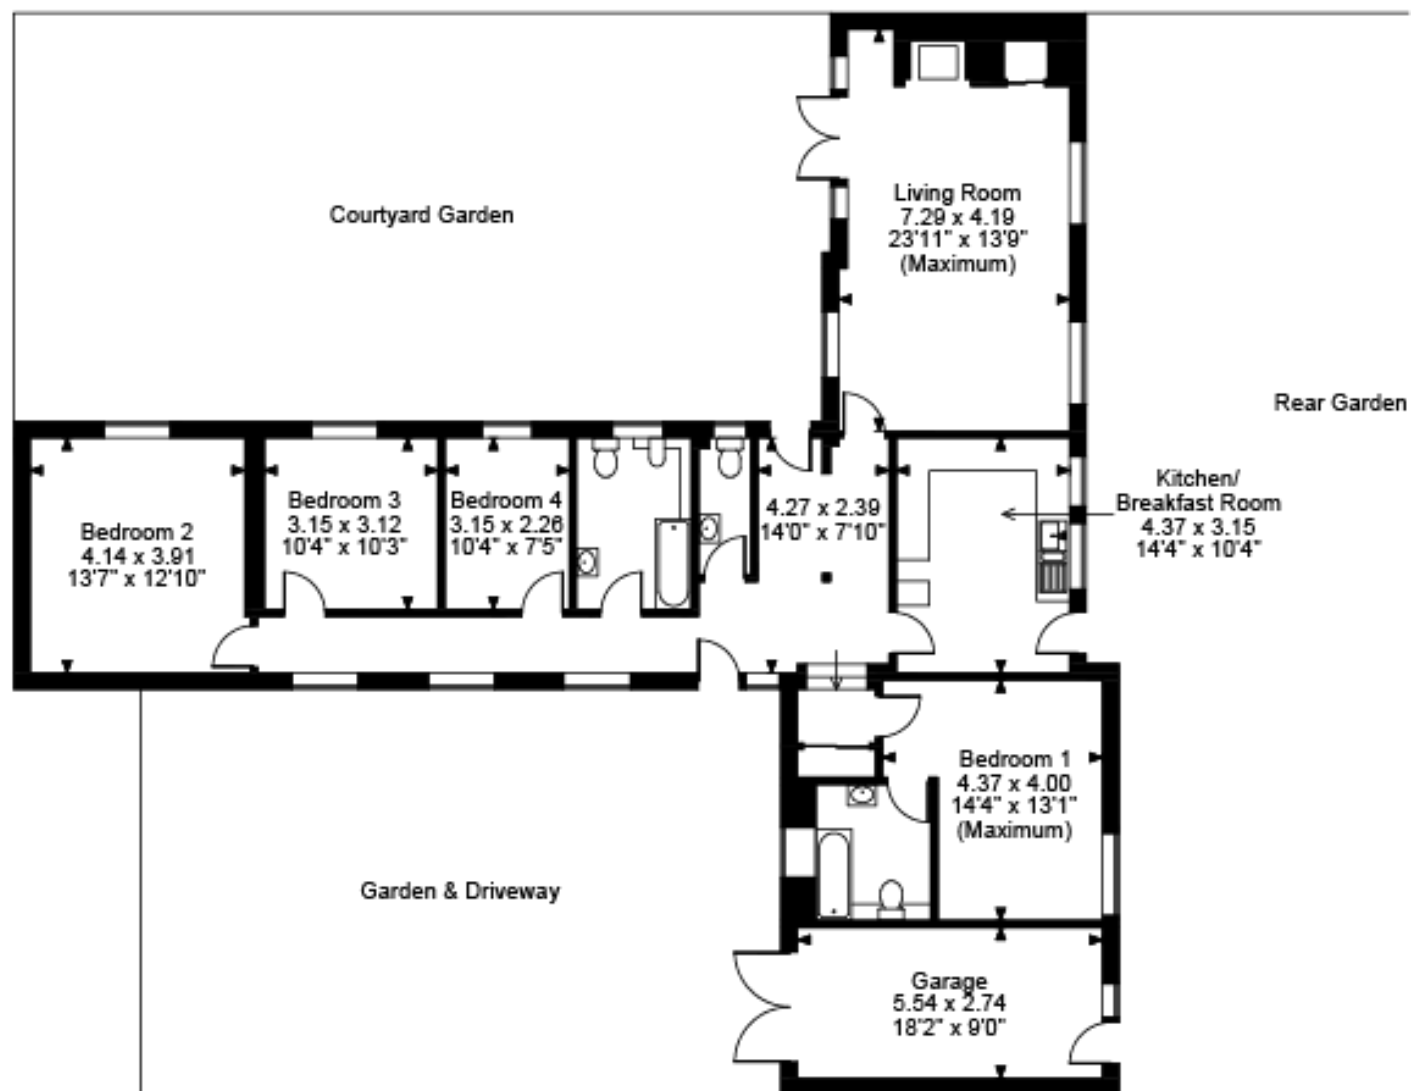 Courtyard Garden
Living Room
7.29 x 4.19
23'11" x 13'9"
(Maximum)
Rear Garden
Bedroom 2
4.14 x 3.91
13'7" x 12'10"
Bedroom 3
3.15 x 3.12
10'4" x 10'3"
Bedroom 4
3.15 x 2.26
10'4" x 7'5"
4.27 x 2.39
14'0" x 7'10"
Kitchen/
Breakfast Room
4.37 x 3.15
14'4" x 10'4"
Bedroom 1
4.37 x 4.00
14'4" x 13'1"
(Maximum)
Garden & Driveway
Garage
5.54 x 2.74
18'2" x 9'0"